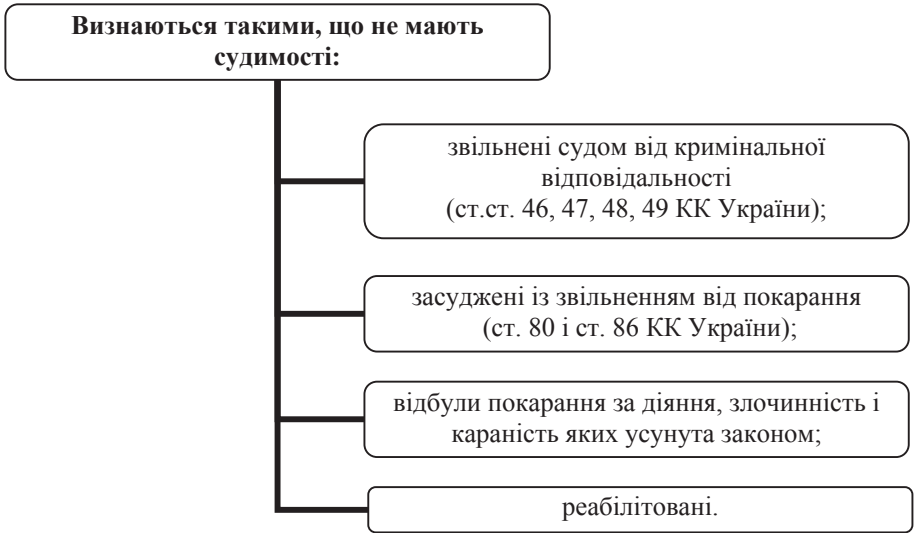 Визнаються такими, що не мають
судимості:
звільнені судом від кримінальної
відповідальності
(ст.ст. 46, 47, 48, 49 КК України);
засуджені із звільненням від покарання
(ст. 80 і ст. 86 КК України);
відбули покарання за діяння, злочинність і
караність яких усунута законом;
реабілітовані.